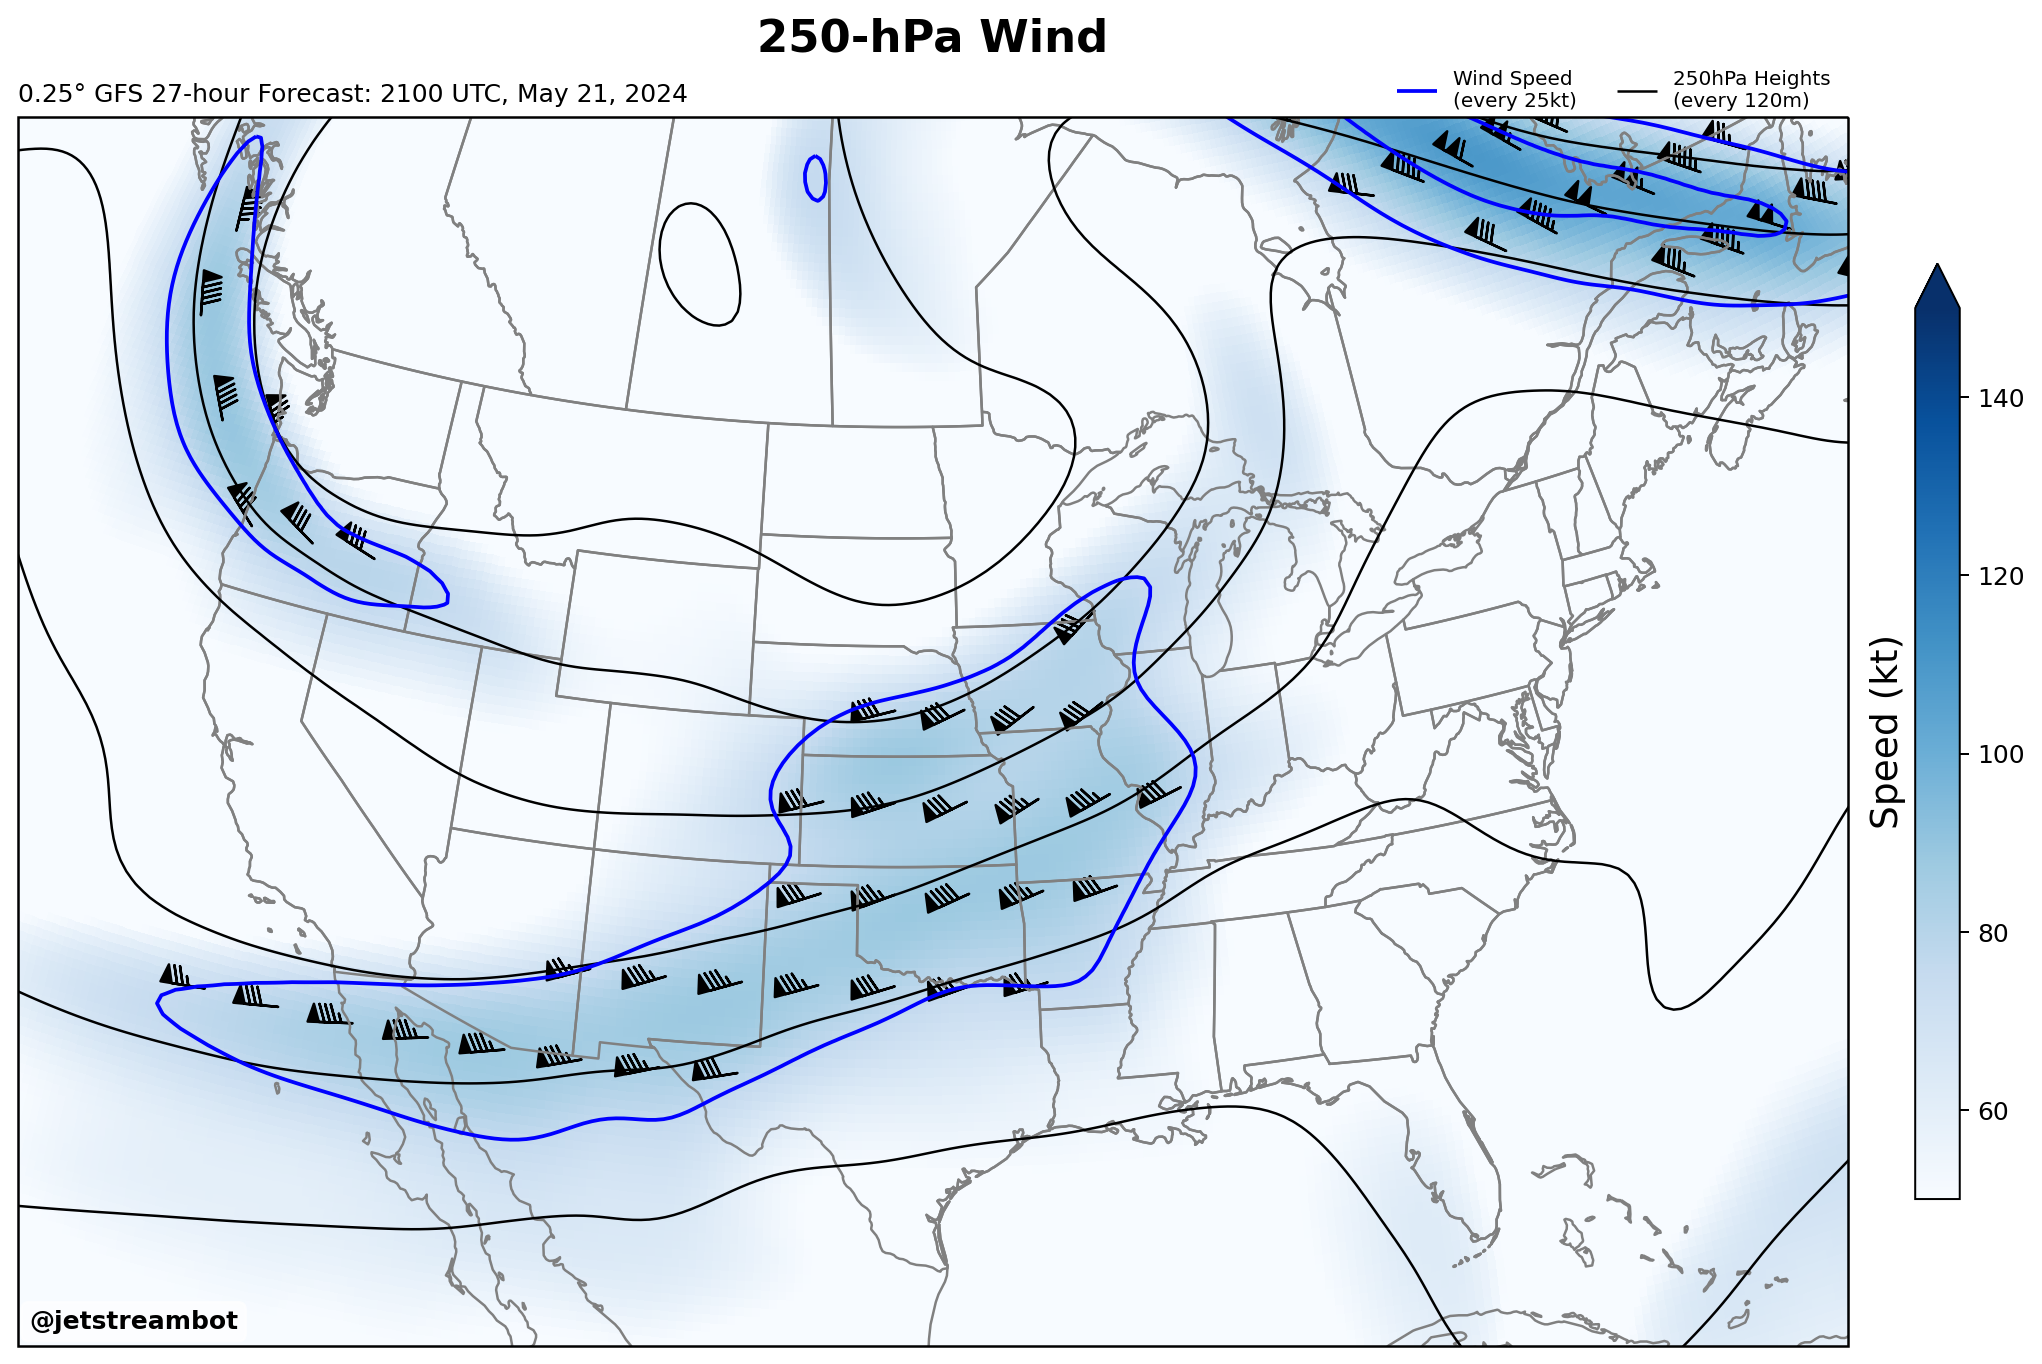 250-hPa Wind
0.25° GFS 27-hour Forecast: 2100 UTC, May 21, 2024
Wind Speed
(every 25kt)
250hPa Heights
(every 120m)
140
120
100
80
60
Speed (kt)
@jetstreambot